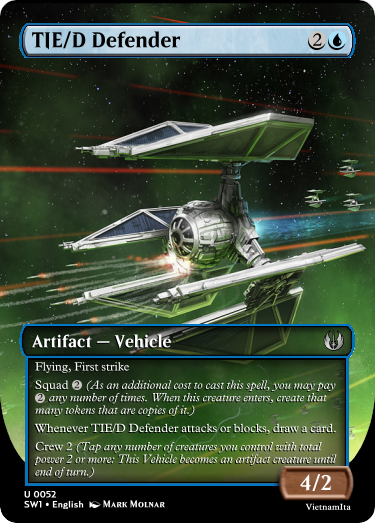 TIE/D Defender 2
Artifact — Vehicle
Flying, First strike
Squad 2 (As an additional cost to cast this spell, you may pay
2 any number of times. When this creature enters, create that
many tokens that are copies of it.)
Whenever TIE/D Defender attacks or blocks, draw a card.
Crew 2 (Tap any number of creatures you control with total
power 2 or more: This Vehicle becomes an artifact creature until
end of turn.)
4/2
U 0052
SW1 • English MARK MOLNAR
VietnamIta